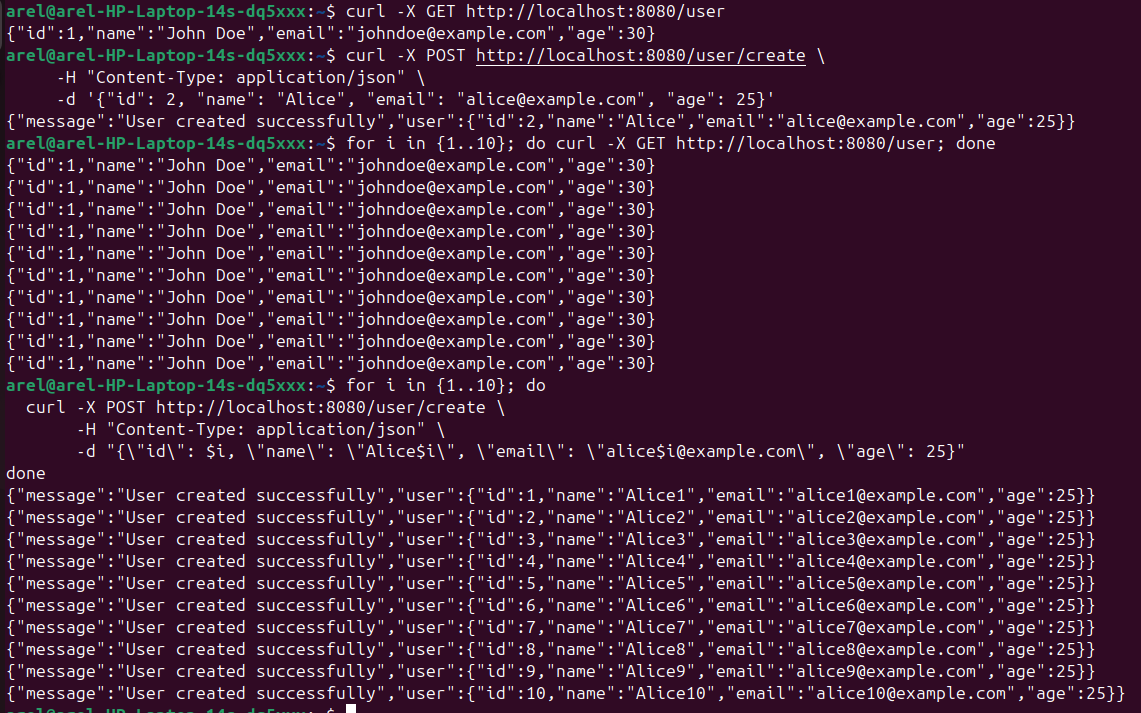 arel@arel-HP-Laptop-14s-dq5xxx:~$ curl -X GET http://localhost:8080/user
{"id":1,"name":"John Doe","email":"johndoe@example.com","age":30}
arel@arel-HP-Laptop-14s-dq5xxx:~$ curl -X POST http://localhost:8080/user/create \
     -H "Content-Type: application/json" \
     -d '{"id": 2, "name": "Alice", "email": "alice@example.com", "age": 25}'
{"message":"User created successfully","user":{"id":2,"name":"Alice","email":"alice@example.com","age":25}}
arel@arel-HP-Laptop-14s-dq5xxx:~$ for i in {1..10}; do curl -X GET http://localhost:8080/user; done
{"id":1,"name":"John Doe","email":"johndoe@example.com","age":30}
{"id":1,"name":"John Doe","email":"johndoe@example.com","age":30}
{"id":1,"name":"John Doe","email":"johndoe@example.com","age":30}
{"id":1,"name":"John Doe","email":"johndoe@example.com","age":30}
{"id":1,"name":"John Doe","email":"johndoe@example.com","age":30}
{"id":1,"name":"John Doe","email":"johndoe@example.com","age":30}
{"id":1,"name":"John Doe","email":"johndoe@example.com","age":30}
{"id":1,"name":"John Doe","email":"johndoe@example.com","age":30}
{"id":1,"name":"John Doe","email":"johndoe@example.com","age":30}
{"id":1,"name":"John Doe","email":"johndoe@example.com","age":30}
arel@arel-HP-Laptop-14s-dq5xxx:~$ for i in {1..10}; do
  curl -X POST http://localhost:8080/user/create \
       -H "Content-Type: application/json" \
       -d "{\"id\": $i, \"name\": \"Alice$i\", \"email\": \"alice$i@example.com\", \"age\": 25}"
done
{"message":"User created successfully","user":{"id":1,"name":"Alice1","email":"alice1@example.com","age":25}}
{"message":"User created successfully","user":{"id":2,"name":"Alice2","email":"alice2@example.com","age":25}}
{"message":"User created successfully","user":{"id":3,"name":"Alice3","email":"alice3@example.com","age":25}}
{"message":"User created successfully","user":{"id":4,"name":"Alice4","email":"alice4@example.com","age":25}}
{"message":"User created successfully","user":{"id":5,"name":"Alice5","email":"alice5@example.com","age":25}}
{"message":"User created successfully","user":{"id":6,"name":"Alice6","email":"alice6@example.com","age":25}}
{"message":"User created successfully","user":{"id":7,"name":"Alice7","email":"alice7@example.com","age":25}}
{"message":"User created successfully","user":{"id":8,"name":"Alice8","email":"alice8@example.com","age":25}}
{"message":"User created successfully","user":{"id":9,"name":"Alice9","email":"alice9@example.com","age":25}}
{"message":"User created successfully","user":{"id":10,"name":"Alice10","email":"alice10@example.com","age":25}}
arel@arel-HP-Laptop-14s-dq5xxx:~$